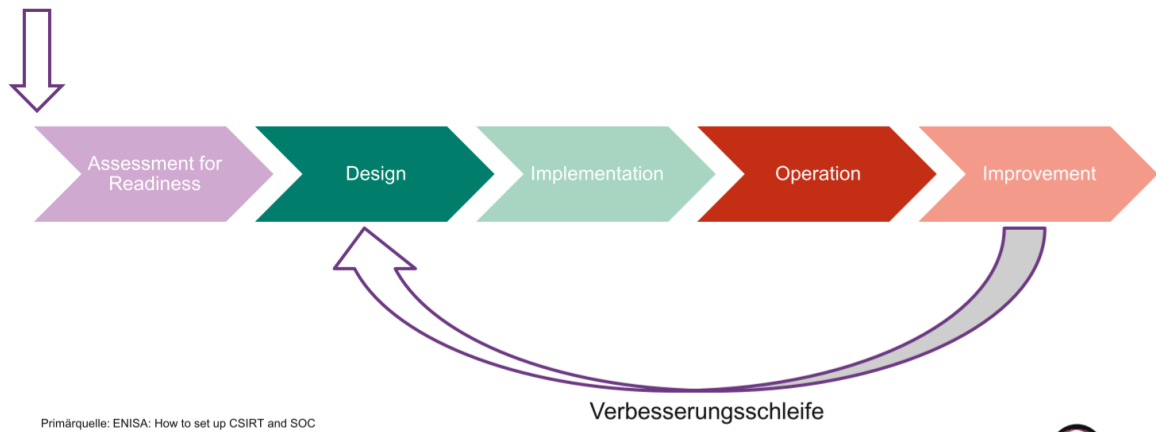 Assessment for
Readiness
Design
Implementation
Operation
Improvement
Verbesserungsschleife
Primärquelle: ENISA: How to set up CSIRT and SOC